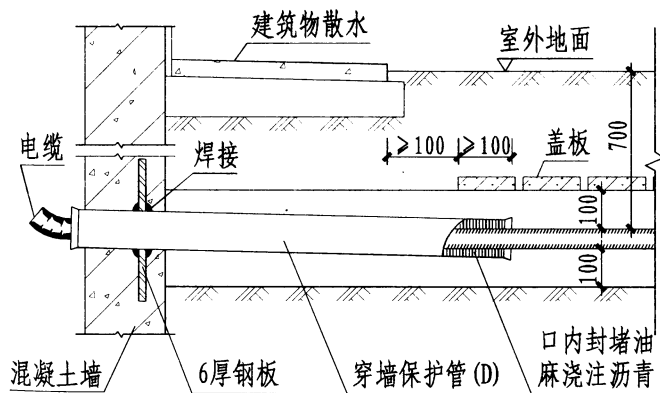 建筑物散水
室外地面
电缆
焊接
≥100
≥100
盖板
700
100
100
混凝土墙
6厚钢板
穿墙保护管(D)
口内封堵油
麻浇注沥青